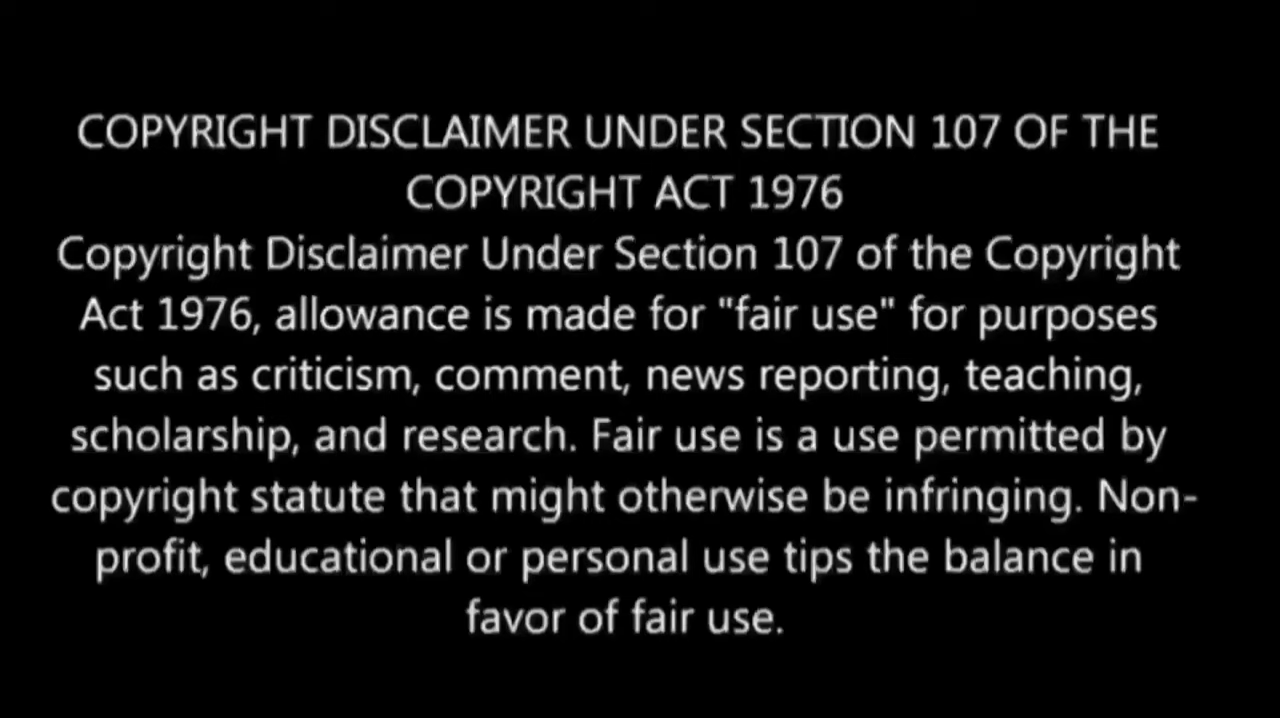 COPYRIGHT DISCLAIMER UNDER SECTION 107 OF THE
COPYRIGHT ACT 1976
Copyright Disclaimer Under Section 107 of the Copyright
Act 1976, allowance is made for "fair use" for purposes
such as criticism, comment, news reporting, teaching,
scholarship, and research. Fair use is a use permitted by
copyright statute that might otherwise be infringing. Non-
profit, educational or personal use tips the balance in
favor of fair use.